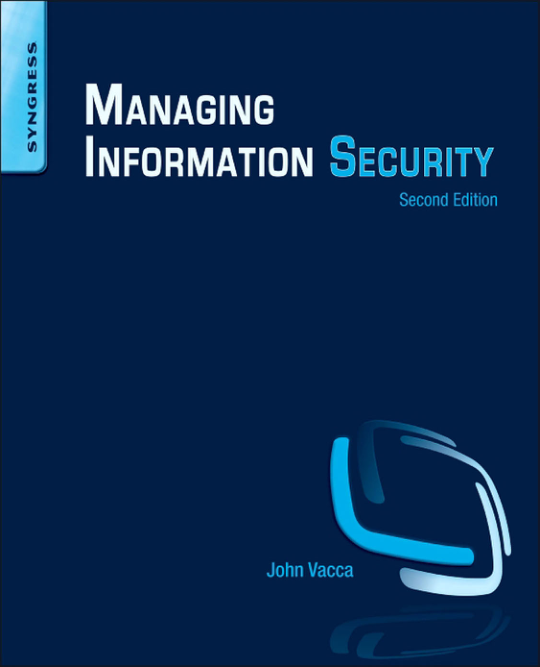 SYNGRESS
MANAGING
INFORMATION SECURITY
Second Edition
John Vacca